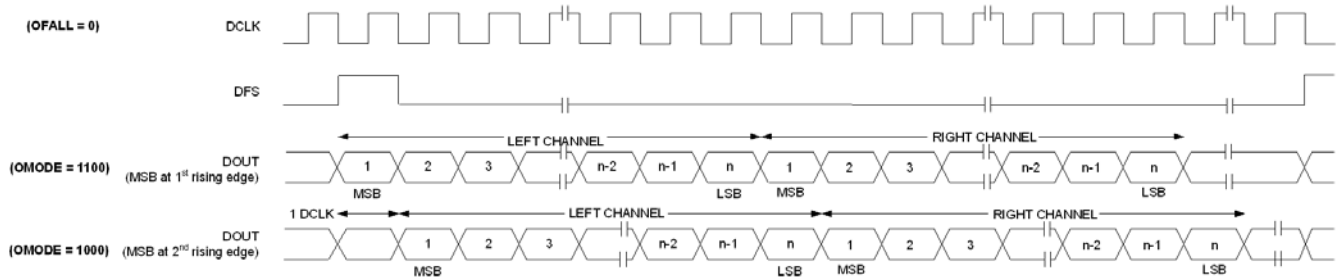 (OFALL = 0) DCLK
DFS
LEFT CHANNEL RIGHT CHANNEL
(OMODE = 1100) DOUT 1 2 3 n-2 n-1 n 1 2 3 n-2 n-1 n
(MSB at 1st rising edge)
MSB LSB MSB LSB
1 DCLK LEFT CHANNEL RIGHT CHANNEL
(OMODE = 1000) DOUT 1 2 3 n-2 n-1 n 1 2 3 n-2 n-1 n
(MSB at 2nd rising edge)
MSB LSB MSB LSB